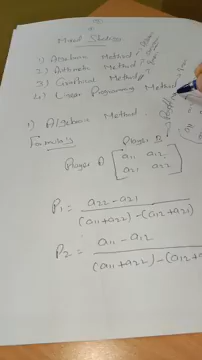 Mixed Strategy
1) Algebraic Method
2) Arithmetic Method
3) Graphical Method
4) Linear Programming Method
1) Algebraic Method.
Formula
Player B
Player A [ a11 a12
a21 a22 ]
P1 = a22 - a21 / (a11 + a22) - (a12 + a21)
P2 = a11 - a12 / (a11 + a22) - (a12 +